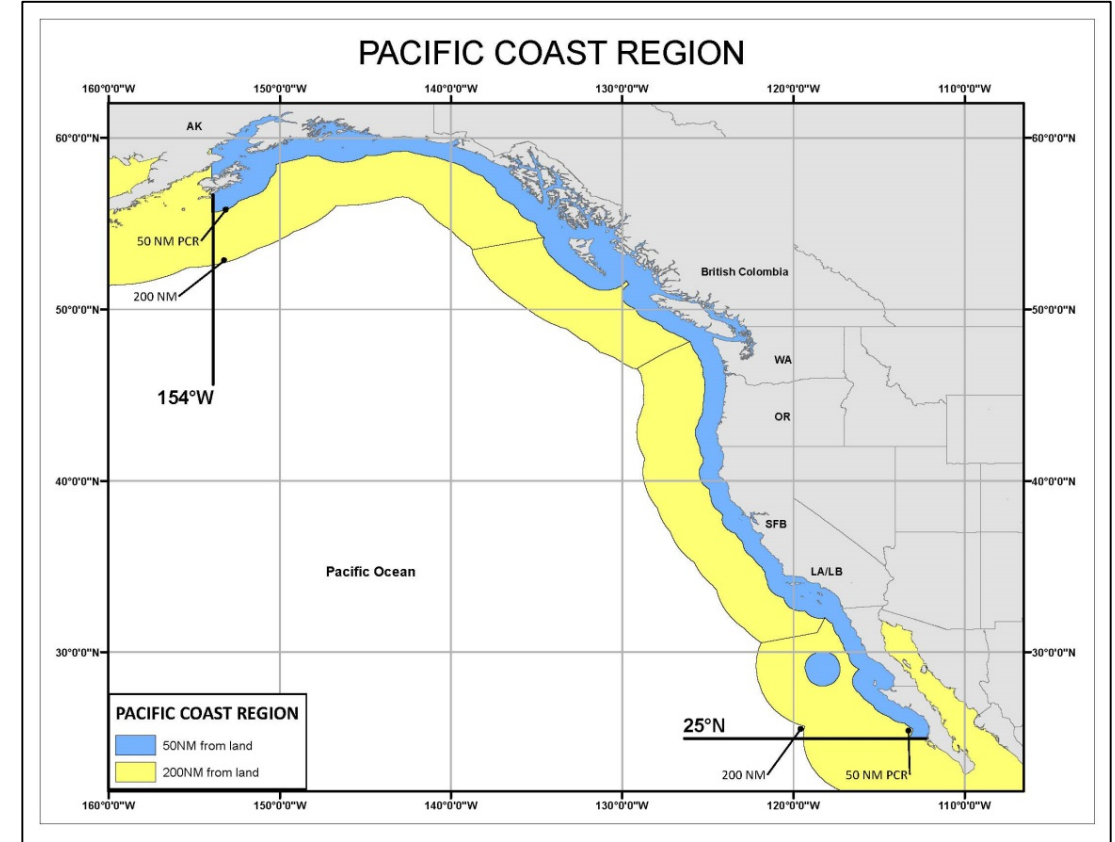 PACIFIC COAST REGION
160°0'0"W 150°0'0"W 140°0'0"W 130°0'0"W 120°0'0"W 110°0'0"W
AK
60°0'0"N 60°0'0"N
50 NM PCR
British Colombia
200 NM
50°0'0"N 50°0'0"N
WA
154°W
OR
40°0'0"N 40°0'0"N
SFB
Pacific Ocean
LA/LB
30°0'0"N 30°0'0"N
PACIFIC COAST REGION
50NM from land
200NM from land
25°N
200 NM
50 NM PCR
160°0'0"W 150°0'0"W 140°0'0"W 130°0'0"W 120°0'0"W 110°0'0"W